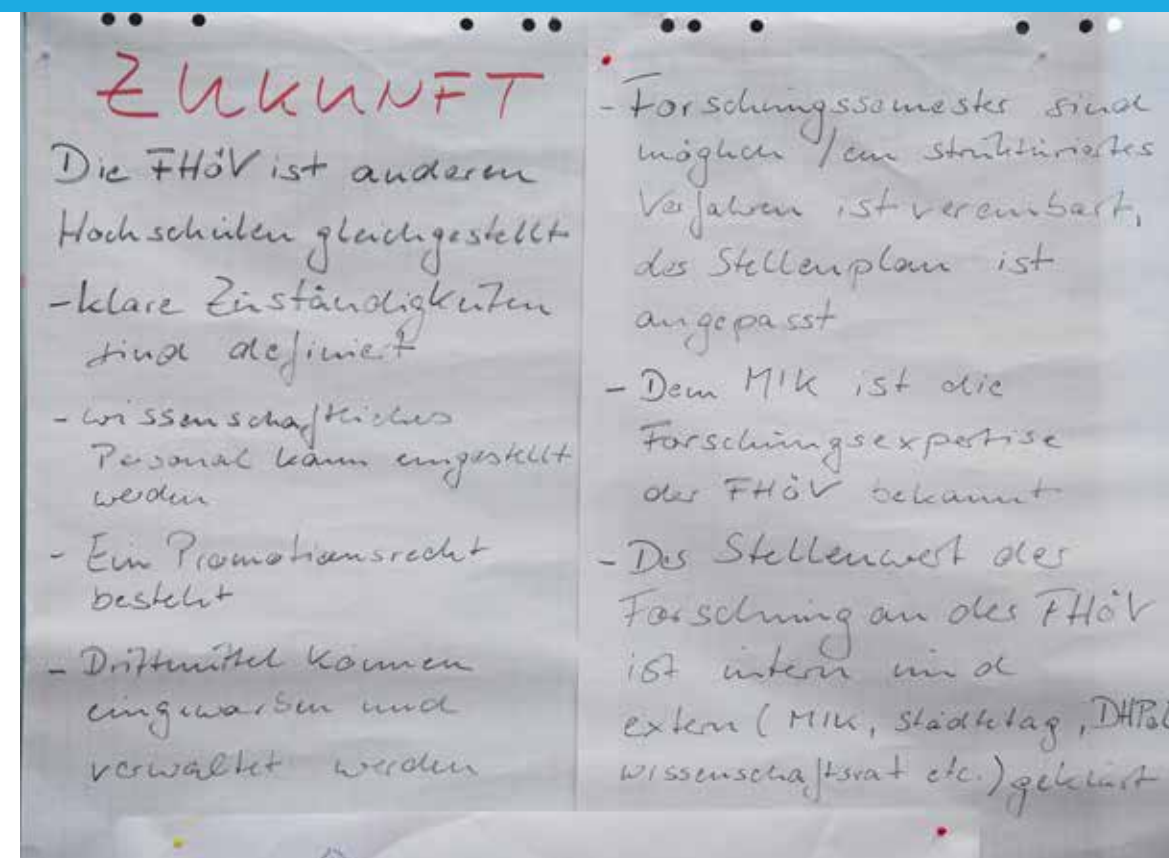 ZUKUNFT
Die FHöV ist anderen
Hochschulen gleichgestellt
- klare Zuständigkeiten
sind definiert
- wissenschaftliches
Personal kann eingestellt
werden
- Ein Promotionsrecht
besteht
- Drittmittel können
eingeworben und
verwaltet werden
- Forschungssemester sind
möglich / ein strukturiertes
Verfahren ist vereinbart,
der Stellenplan ist
angepasst
- Dem MIK ist die
Forschungsexpertise
der FHöV bekannt
- Der Stellenwert der
Forschung an der FHöV
ist intern und
extern (MIK, Städtetag, DHPol
Wissenschaftsrat etc.) geklärt